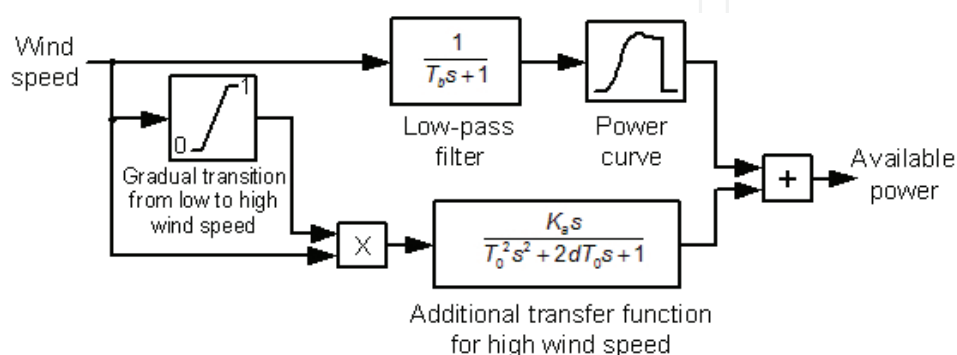 Wind
speed
1
T_b s+1
Low-pass
filter
Power
curve
0
1
Gradual transition
from low to high
wind speed
X
K_a s
T_0^2 s^2 + 2dT_0 s+1
Additional transfer function
for high wind speed
+
Available
power